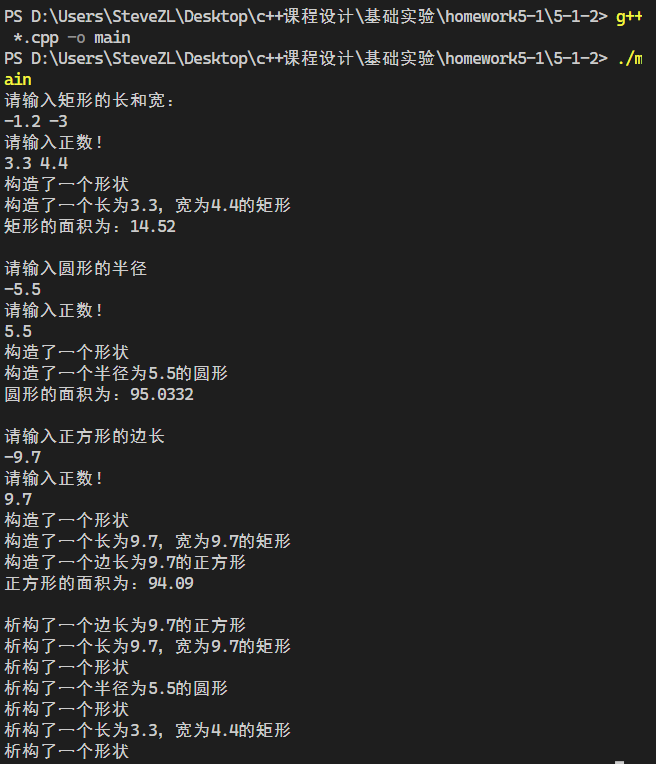 PS D:\Users\SteveZL\Desktop\c++课程设计\基础实验\homework5-1\5-1-2> g++
 *.cpp -o main
PS D:\Users\SteveZL\Desktop\c++课程设计\基础实验\homework5-1\5-1-2> ./m
ain
请输入矩形的长和宽：
-1.2 -3
请输入正数！
3.3 4.4
构造了一个形状
构造了一个长为3.3，宽为4.4的矩形
矩形的面积为：14.52

请输入圆形的半径
-5.5
请输入正数！
5.5
构造了一个形状
构造了一个半径为5.5的圆形
圆形的面积为：95.0332

请输入正方形的边长
-9.7
请输入正数！
9.7
构造了一个形状
构造了一个长为9.7，宽为9.7的矩形
构造了一个边长为9.7的正方形
正方形的面积为：94.09

析构了一个边长为9.7的正方形
析构了一个长为9.7，宽为9.7的矩形
析构了一个形状
析构了一个半径为5.5的圆形
析构了一个形状
析构了一个长为3.3，宽为4.4的矩形
析构了一个形状